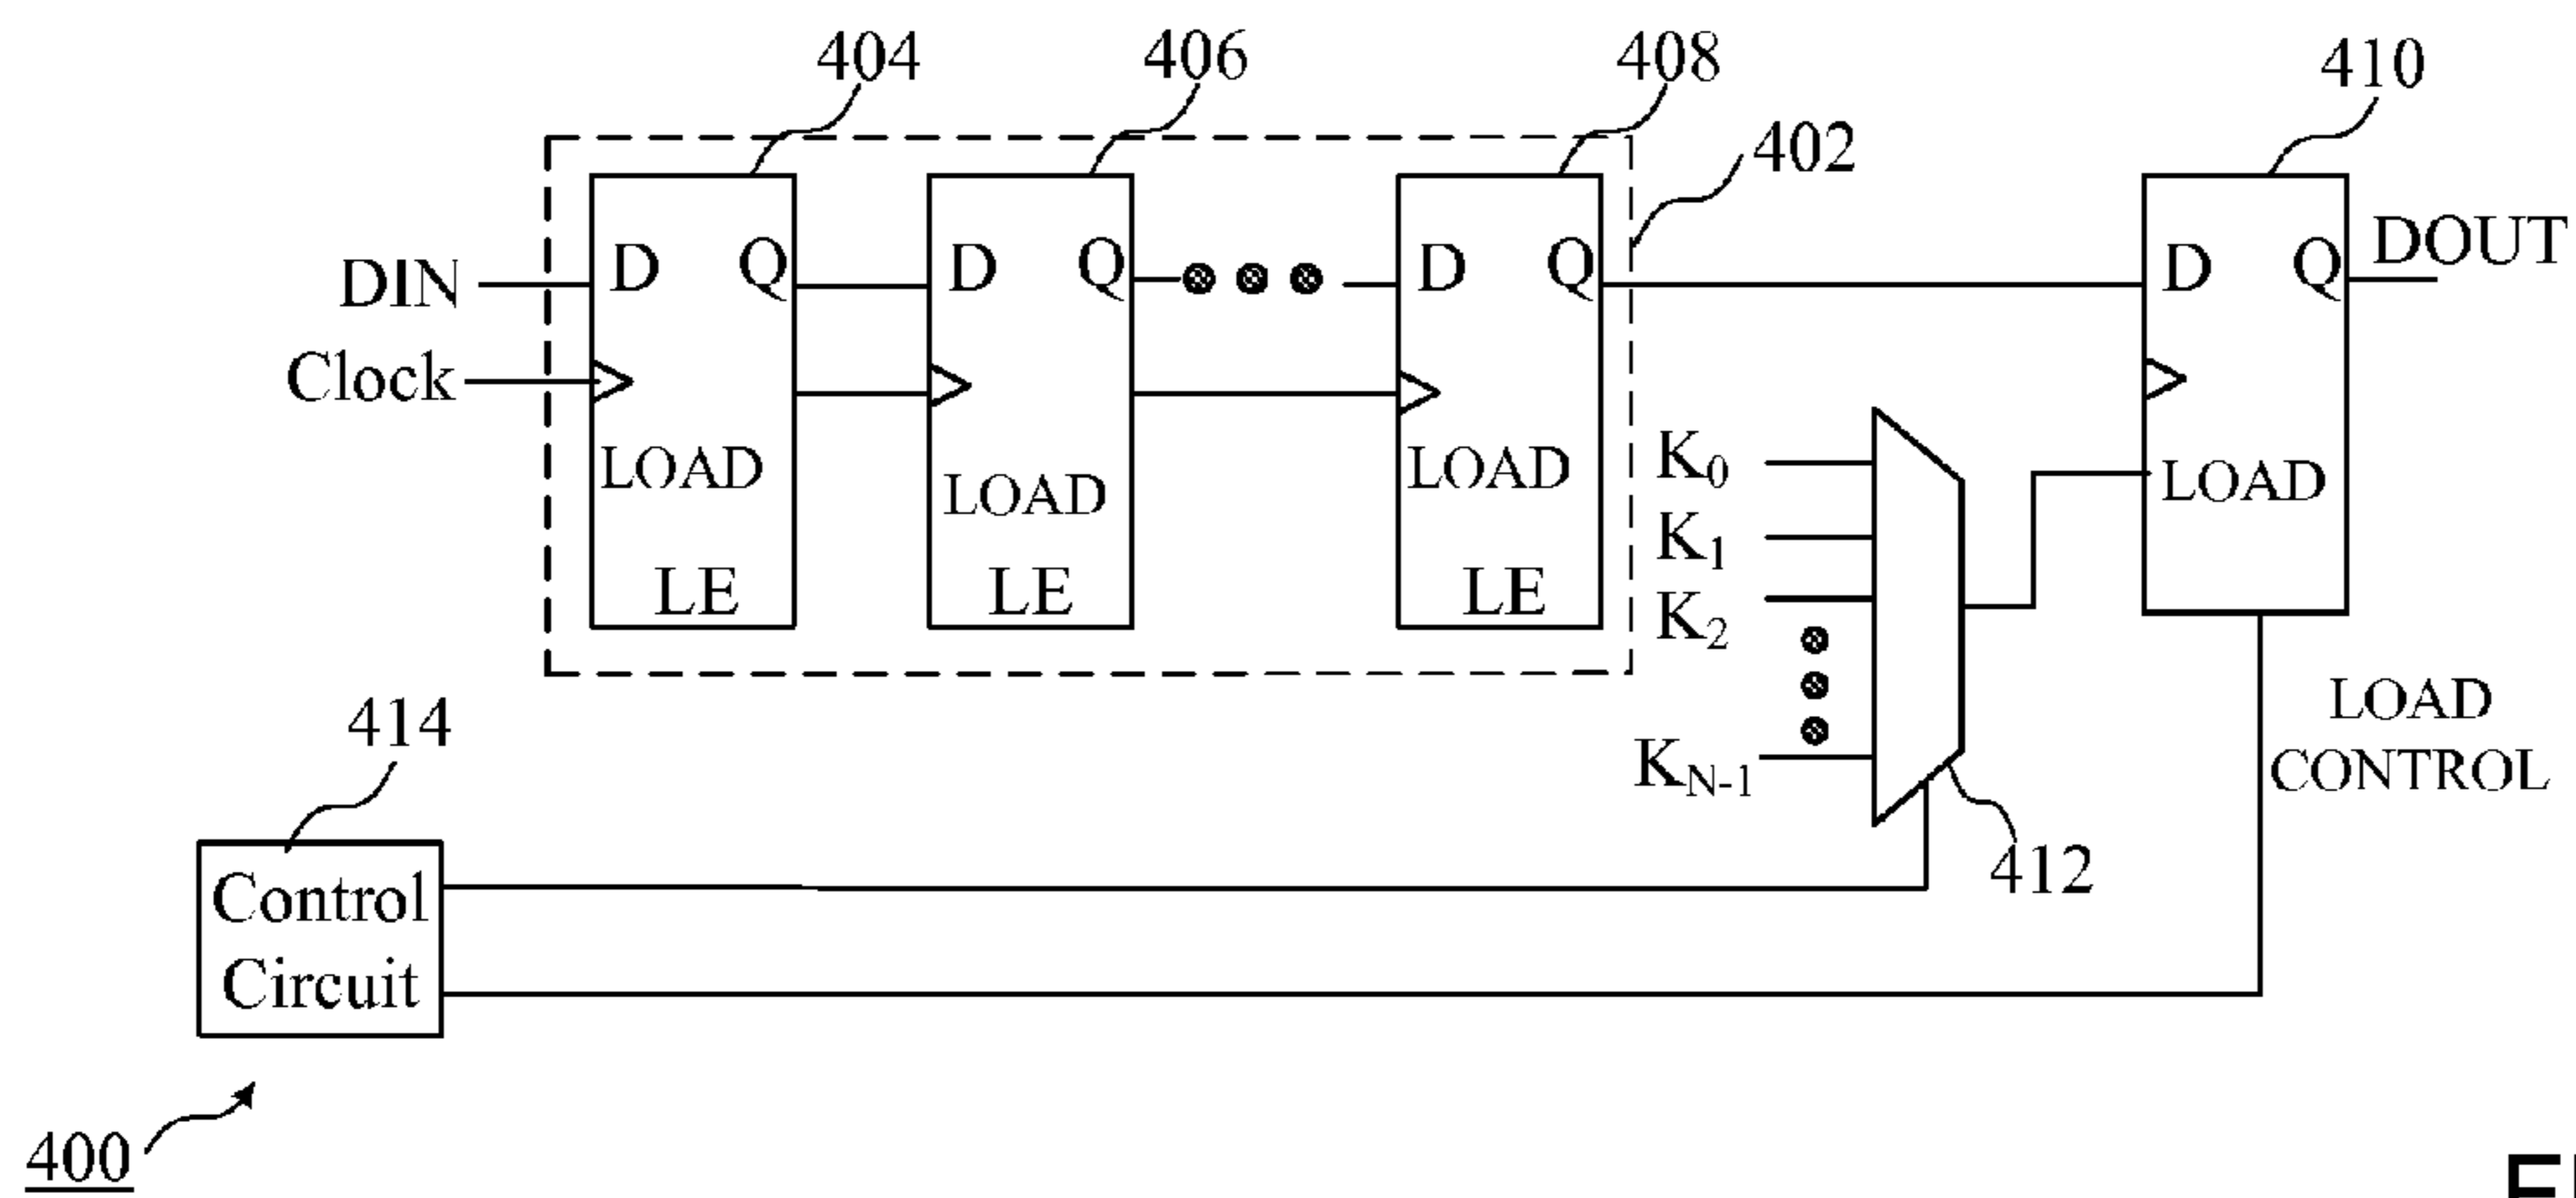 404
406
408
410
402
D Q
D Q
D Q
D Q
DIN
DOUT
Clock
LOAD
LOAD
LOAD
LOAD
LE
LE
LE
K0
K1
K2
KN-1
LOAD
CONTROL
412
414
Control
Circuit
400